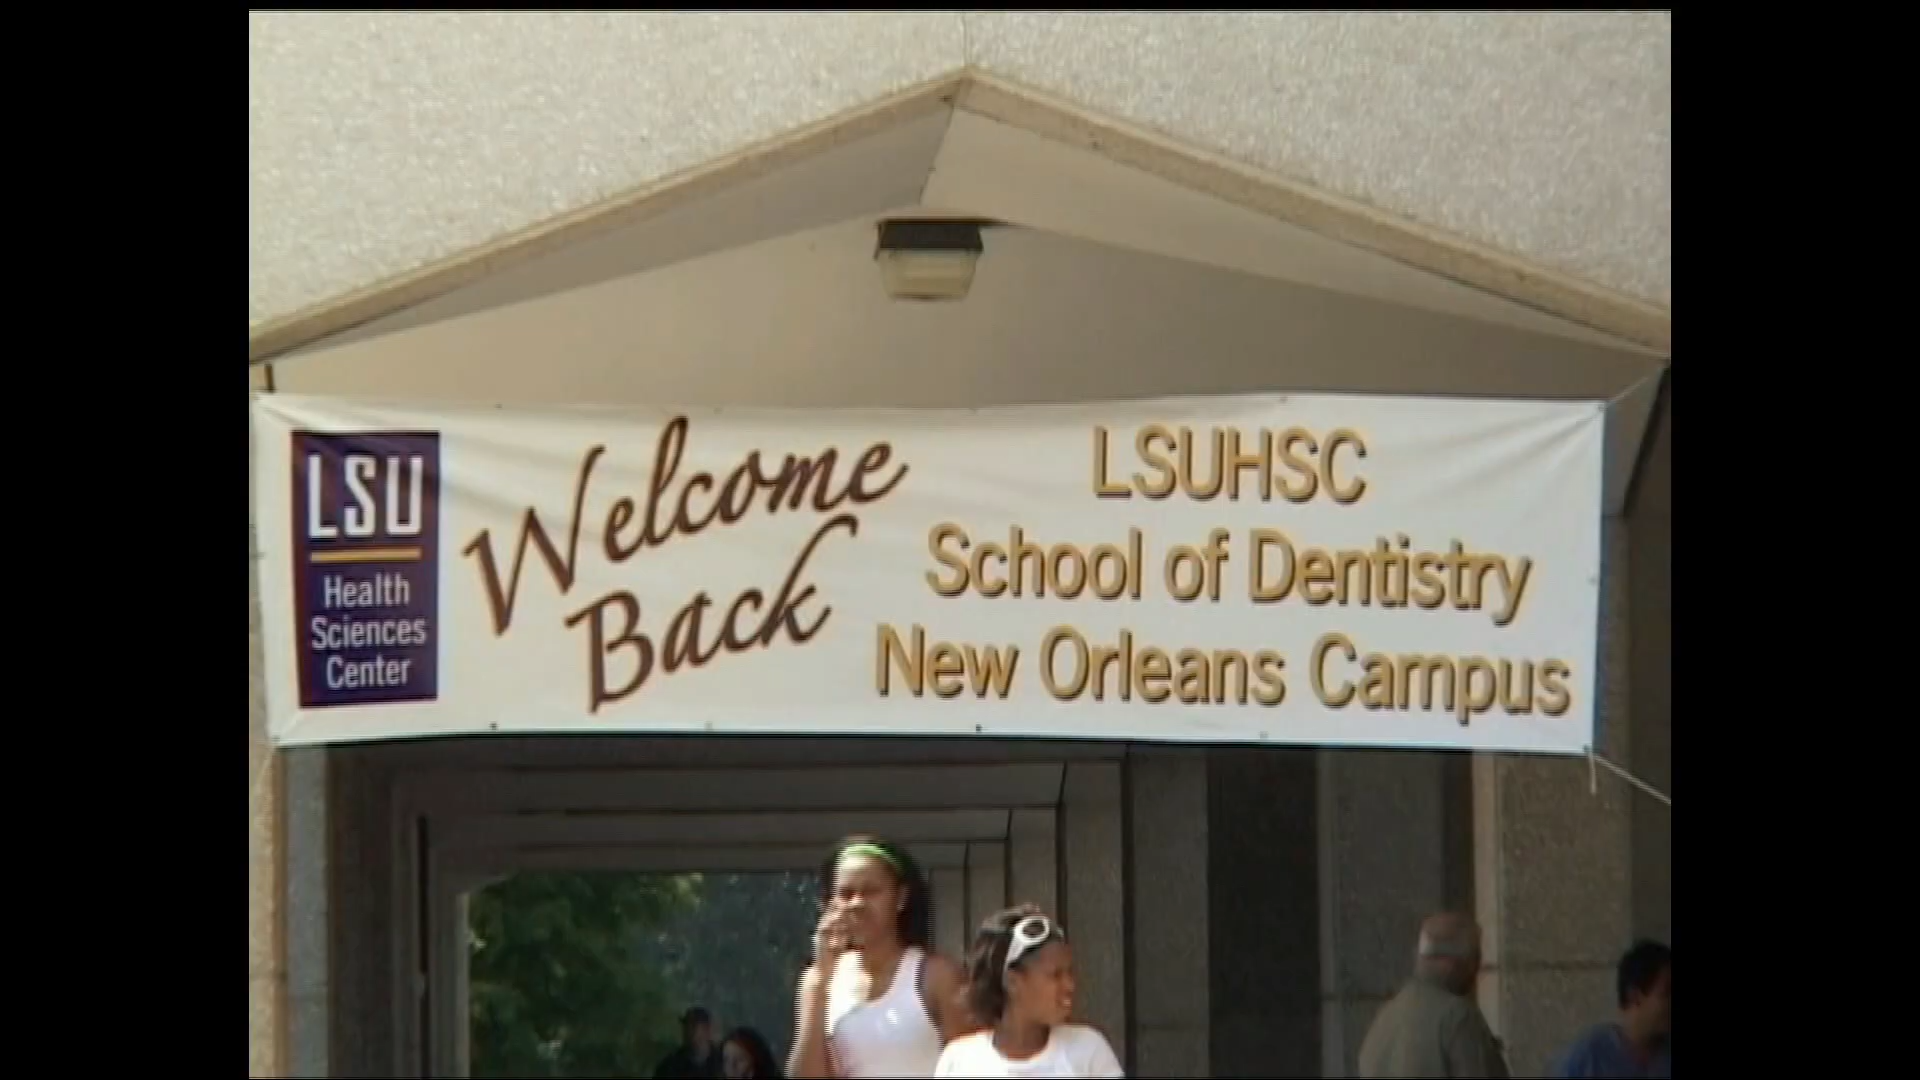 LSU
Health
Sciences
Center
Welcome
Back
LSUHSC
School of Dentistry
New Orleans Campus